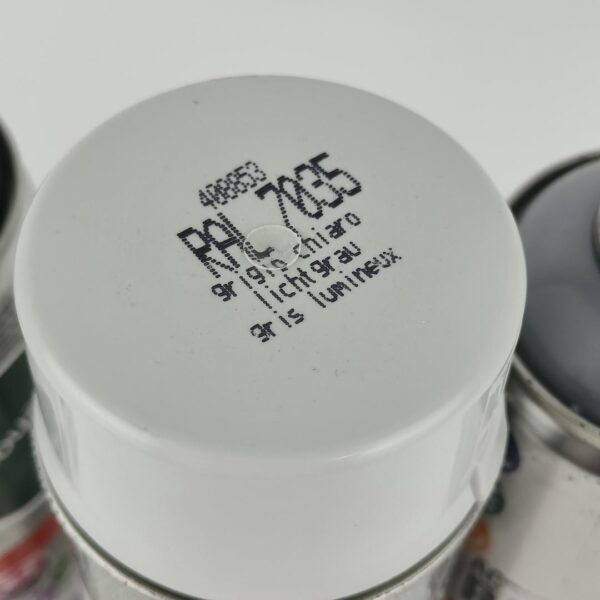 408853
RAL 7035
grigio chiaro
lichtgrau
gris lumineux